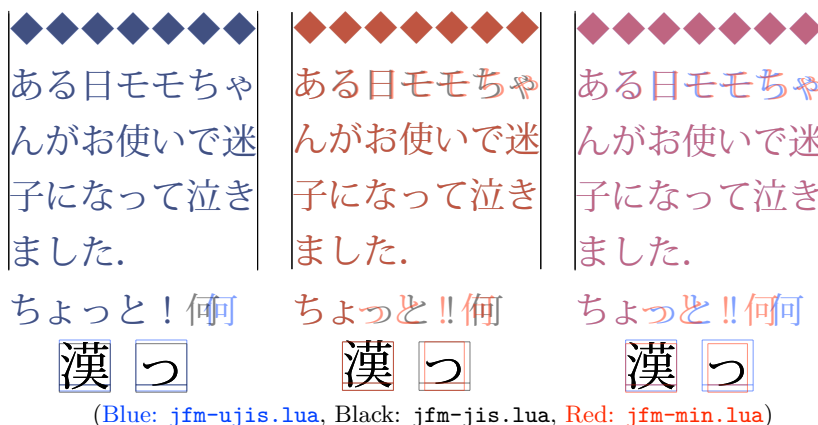 ◆◆◆◆◆◆◆
ある日モモちゃ
んがお使いで迷
子になって泣き
ました.
ちょっと！何
漢 っ
◆◆◆◆◆◆◆
ある日モモちゃ
んがお使いで迷
子になって泣き
ました.
ちょっと！何
漢 っ
◆◆◆◆◆◆◆
ある日モモちゃ
んがお使いで迷
子になって泣き
ました.
ちょっと！何
漢 っ
(Blue: jfm-ujis.lua, Black: jfm-jis.lua, Red: jfm-min.lua)